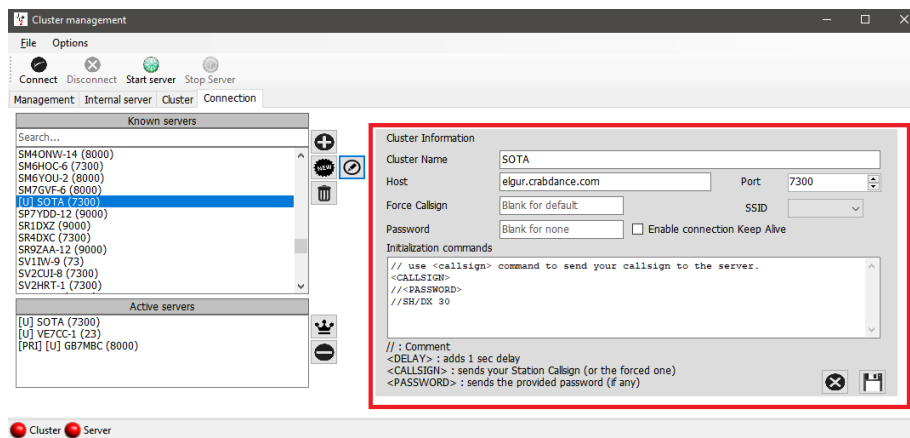 Cluster management
File Options
Connect Disconnect Start server Stop Server
Management Internal server Cluster Connection
Known servers
Search...
SM4ONW-14 (8000)
SM6HOC-6 (7300)
SM6YOU-2 (8000)
SM7GVF-6 (8000)
[U] SOTA (7300)
SP7YDD-12 (9000)
SR1DXZ (9000)
SR4DXC (7300)
SR9ZAA-12 (9000)
SV1IW-9 (73)
SV2CUI-8 (7300)
SV2HRT-1 (7300)
NEW
Active servers
[U] SOTA (7300)
[U] VE7CC-1 (23)
[PRI] [U] GB7MBC (8000)
Cluster Information
Cluster Name SOTA
Host elgur.crabdance.com Port 7300
Force Callsign Blank for default SSID
Password Blank for none Enable connection Keep Alive
Initialization commands
// use <callsign> command to send your callsign to the server.
<CALLSIGN>
//<PASSWORD>
//SH/DX 30
// : Comment
<DELAY> : adds 1 sec delay
<CALLSIGN> : sends your Station Callsign (or the forced one)
<PASSWORD> : sends the provided password (if any)
Cluster Server